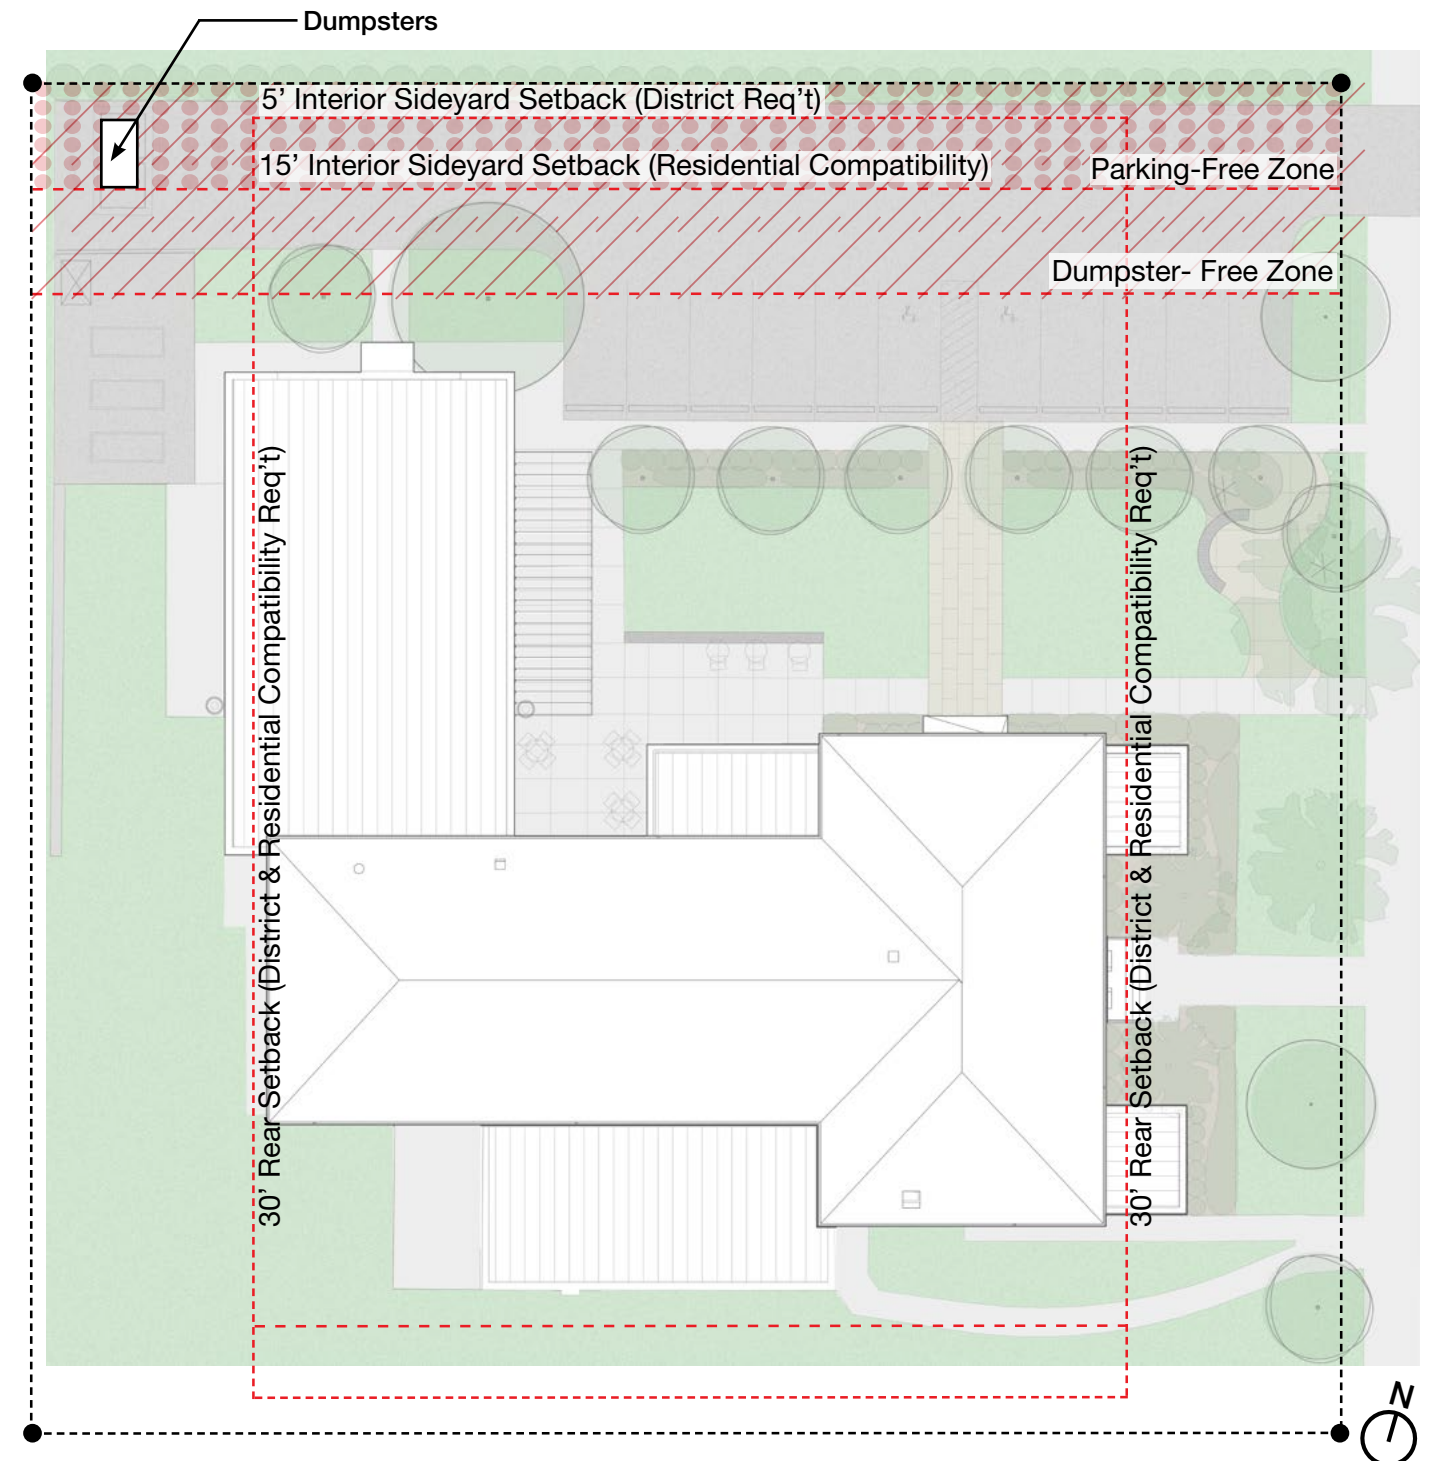 Dumpsters
5’ Interior Sideyard Setback (District Req’t)
15’ Interior Sideyard Setback (Residential Compatibility)
Parking-Free Zone
Dumpster- Free Zone
30’ Rear Setback (District & Residential Compatibility Req’t)
30’ Rear Setback (District & Residential Compatibility Req’t)
N